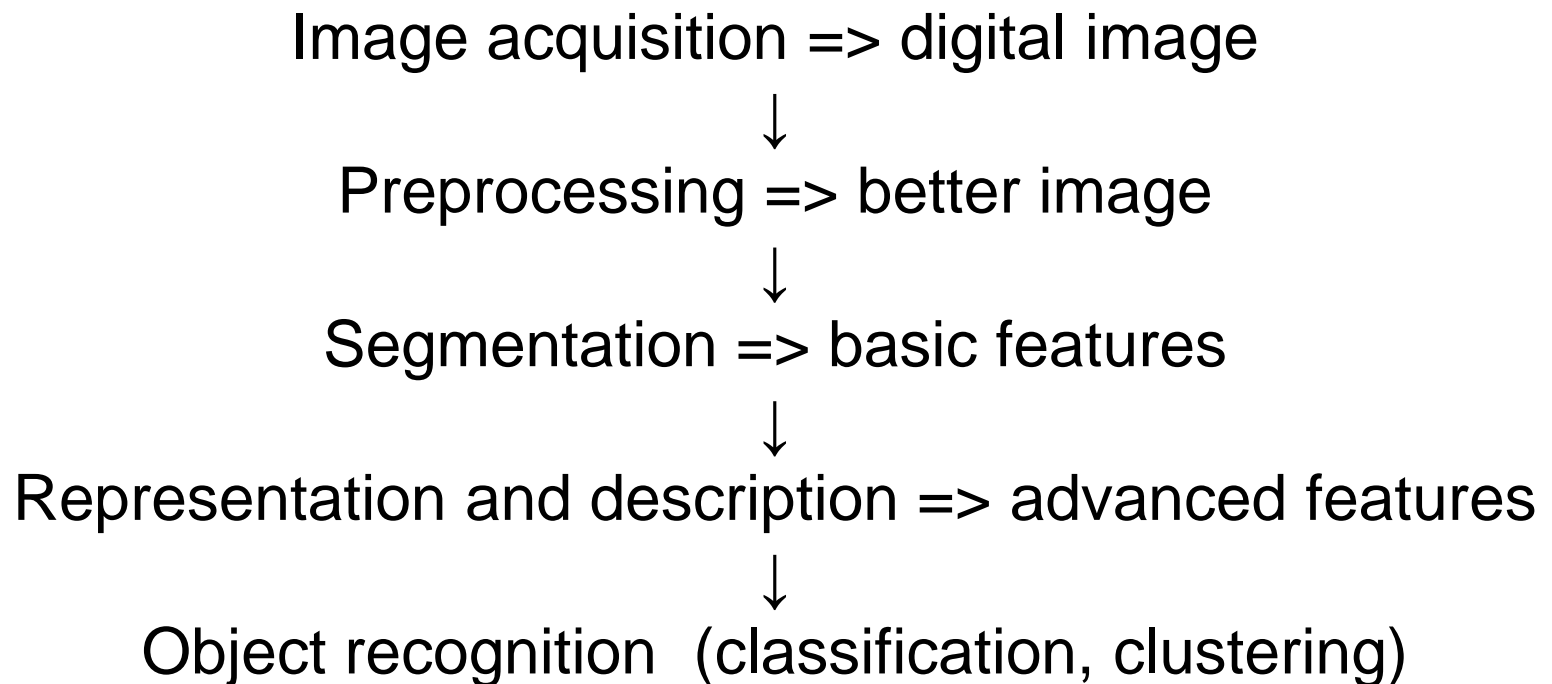 Image acquisition => digital image
↓
Preprocessing => better image
↓
Segmentation => basic features
↓
Representation and description => advanced features
↓
Object recognition  (classification, clustering)